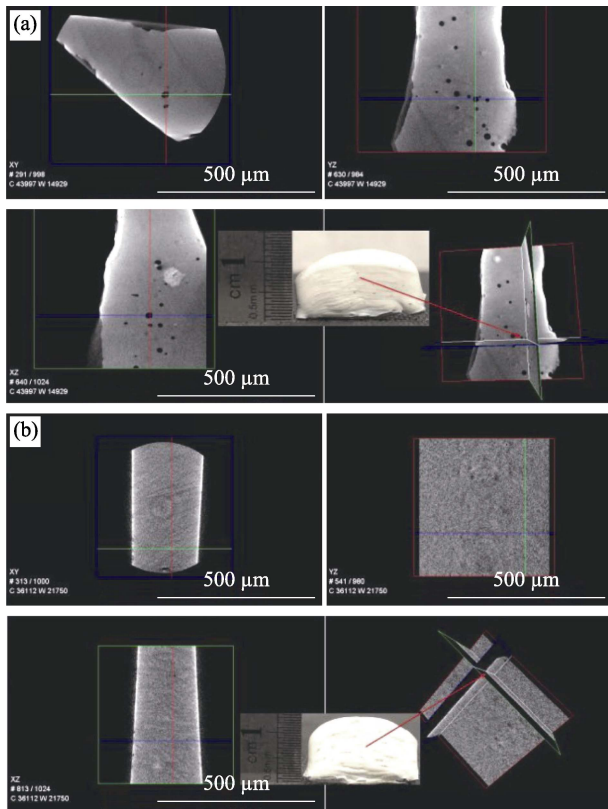 (a)
XY
# 291 / 998
C 43997 W 14929
500 µm
YZ
# 630 / 984
C 43997 W 14929
500 µm
XZ
# 640 / 1024
C 43997 W 14929
500 µm
cm 1
0.5mm
(b)
XY
# 313 / 1000
C 36112 W 21750
500 µm
YZ
# 541 / 980
C 36112 W 21750
500 µm
XZ
# 813 / 1024
C 36112 W 21750
500 µm
cm 1